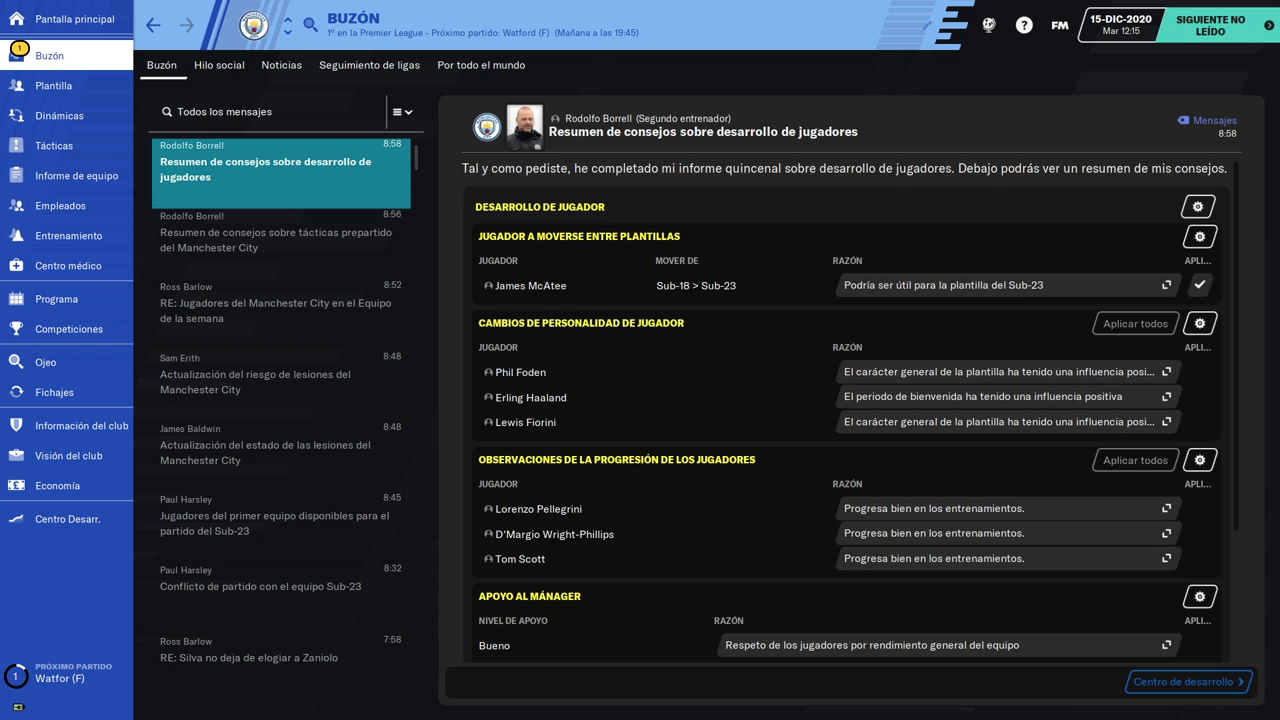 Pantalla principal
1
Buzón
Plantilla
Dinámicas
Tácticas
Informe de equipo
Empleados
Entrenamiento
Centro médico
Programa
Competiciones
Ojeo
Fichajes
Información del club
Visión del club
Economía
Centro Desarr.
1
PRÓXIMO PARTIDO
Watfor (F)
BUZÓN
1º en la Premier League - Próximo partido: Watford (F) (Mañana a las 19:45)
?
FM
15-DIC-2020
Mar 12:15
SIGUIENTE NO
LEÍDO
Buzón
Hilo social
Noticias
Seguimiento de ligas
Por todo el mundo
Todos los mensajes
Rodolfo Borrell 8:58
Resumen de consejos sobre desarrollo de
jugadores
Rodolfo Borrell 8:56
Resumen de consejos sobre tácticas prepartido
del Manchester City
Ross Barlow 8:52
RE: Jugadores del Manchester City en el Equipo
de la semana
Sam Erith 8:48
Actualización del riesgo de lesiones del
Manchester City
James Baldwin 8:48
Actualización del estado de las lesiones del
Manchester City
Paul Harsley 8:45
Jugadores del primer equipo disponibles para el
partido del Sub-23
Paul Harsley 8:32
Conflicto de partido con el equipo Sub-23
Ross Barlow 7:58
RE: Silva no deja de elogiar a Zaniolo
Rodolfo Borrell (Segundo entrenador)
Resumen de consejos sobre desarrollo de jugadores
Mensajes
8:58
Tal y como pediste, he completado mi informe quincenal sobre desarrollo de jugadores. Debajo podrás ver un resumen de mis consejos.
DESARROLLO DE JUGADOR
JUGADOR A MOVERSE ENTRE PLANTILLAS
JUGADOR MOVER DE RAZÓN APLI...
James McAtee Sub-18 > Sub-23 Podría ser útil para la plantilla del Sub-23
CAMBIOS DE PERSONALIDAD DE JUGADOR Aplicar todos
JUGADOR RAZÓN APLI...
Phil Foden El carácter general de la plantilla ha tenido una influencia posi...
Erling Haaland El periodo de bienvenida ha tenido una influencia positiva
Lewis Fiorini El carácter general de la plantilla ha tenido una influencia posi...
OBSERVACIONES DE LA PROGRESIÓN DE LOS JUGADORES Aplicar todos
JUGADOR RAZÓN APLI...
Lorenzo Pellegrini Progresa bien en los entrenamientos.
D'Margio Wright-Phillips Progresa bien en los entrenamientos.
Tom Scott Progresa bien en los entrenamientos.
APOYO AL MÁNAGER
NIVEL DE APOYO RAZÓN APLI...
Bueno Respeto de los jugadores por rendimiento general del equipo
Centro de desarrollo